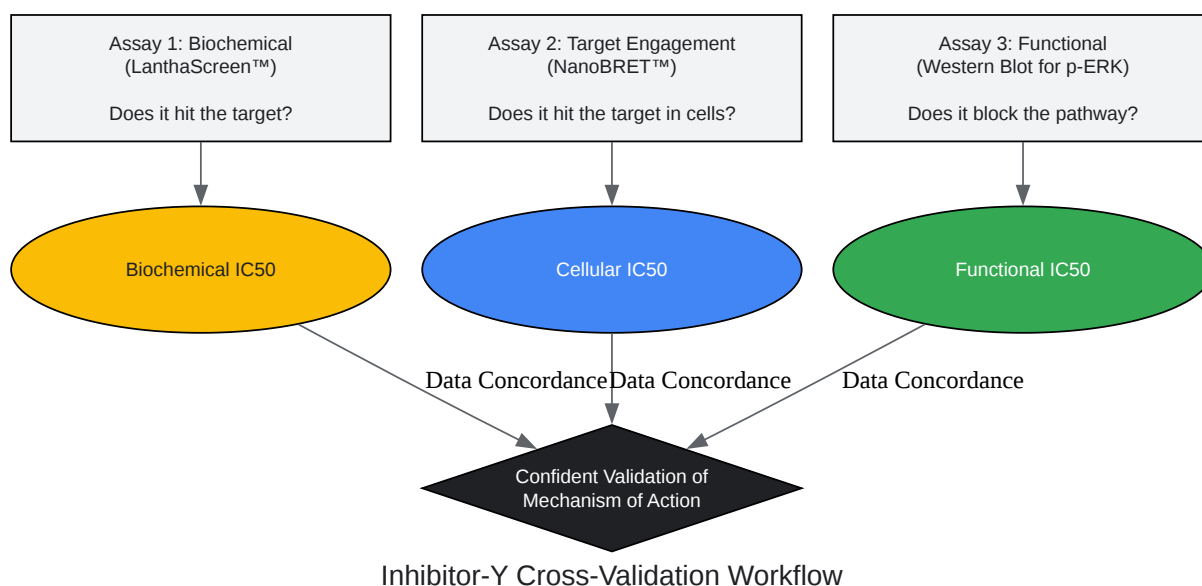 Assay 1: Biochemical
(LanthaScreen™)
Does it hit the target?
Assay 2: Target Engagement
(NanoBRET™)
Does it hit the target in cells?
Assay 3: Functional
(Western Blot for p-ERK)
Does it block the pathway?
Biochemical IC50
Cellular IC50
Functional IC50
Data Concordance
Data Concordance
Data Concordance
Confident Validation of
Mechanism of Action
Inhibitor-Y Cross-Validation Workflow